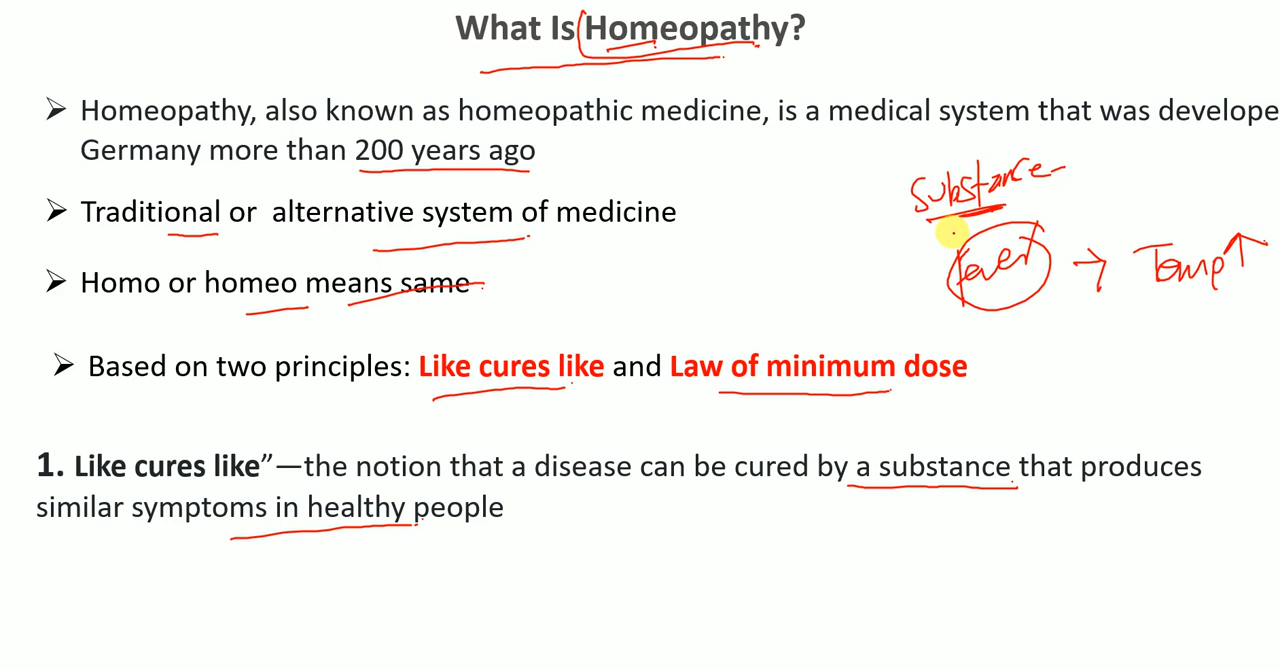 What Is Homeopathy?
➢ Homeopathy, also known as homeopathic medicine, is a medical system that was develope
Germany more than 200 years ago
substance
➢ Traditional or alternative system of medicine
fever → Temp ↑
➢ Homo or homeo means same
➢ Based on two principles: Like cures like and Law of minimum dose
1. Like cures like”—the notion that a disease can be cured by a substance that produces
similar symptoms in healthy people